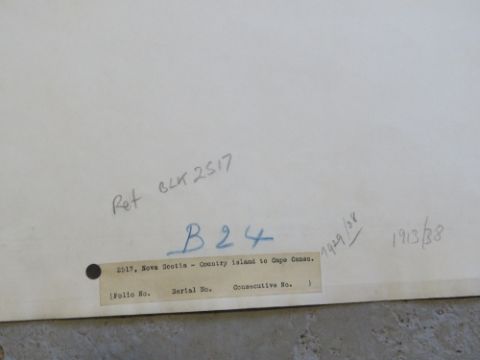 Ref BLK 2517
B24
1929/38
1913/38
2517, Nova Scotia - Country island to Cape Canso.
(Folio No. Serial No. Consecutive No. )